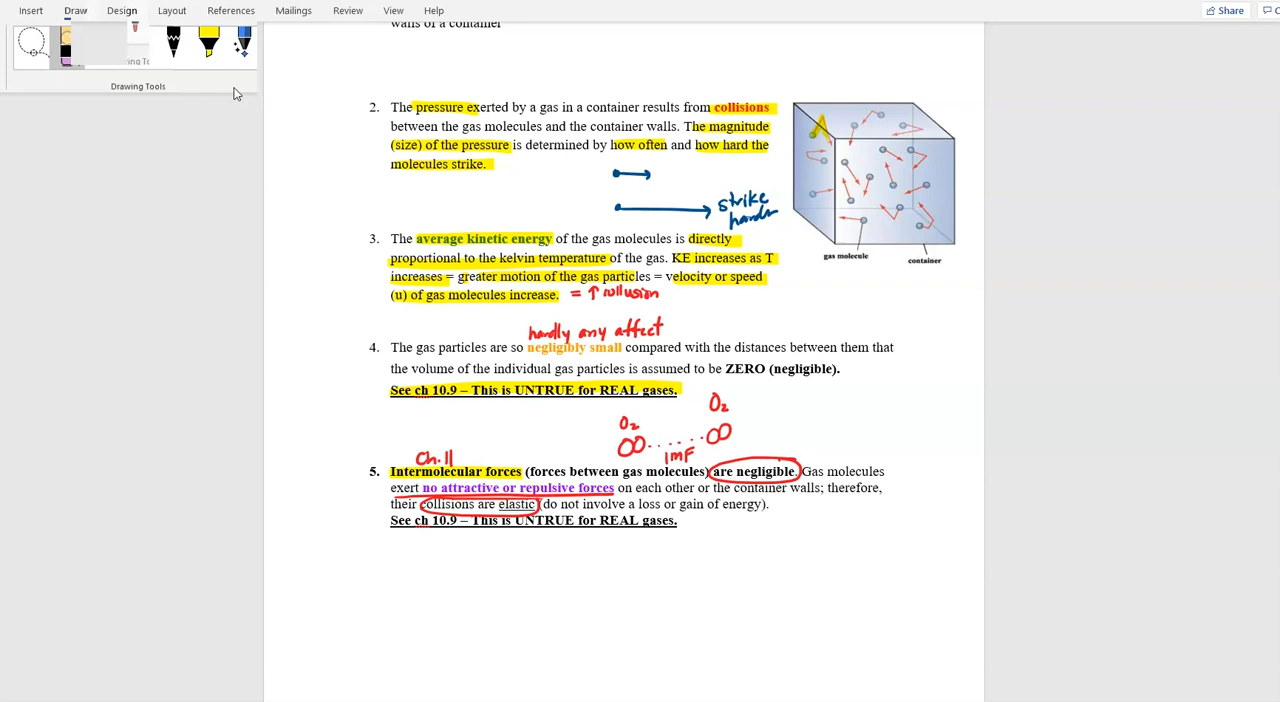 Insert Draw Design Layout References Mailings Review View Help
Share
Drawing Tools
walls of a container
2. The pressure exerted by a gas in a container results from collisions
between the gas molecules and the container walls. The magnitude
(size) of the pressure is determined by how often and how hard the
molecules strike.
strike
3. The average kinetic energy of the gas molecules is directly
proportional to the kelvin temperature of the gas. KE increases as T
increases = greater motion of the gas particles = velocity or speed
(u) of gas molecules increase. = ↑ collusion
gas molecule
container
hardly any affect
4. The gas particles are so negligibly small compared with the distances between them that
the volume of the individual gas particles is assumed to be ZERO (negligible).
See ch 10.9 – This is UNTRUE for REAL gases.
O2
O2
IMF
Ch. 11
5. Intermolecular forces (forces between gas molecules) are negligible. Gas molecules
exert no attractive or repulsive forces on each other or the container walls; therefore,
their collisions are elastic (do not involve a loss or gain of energy).
See ch 10.9 – This is UNTRUE for REAL gases.